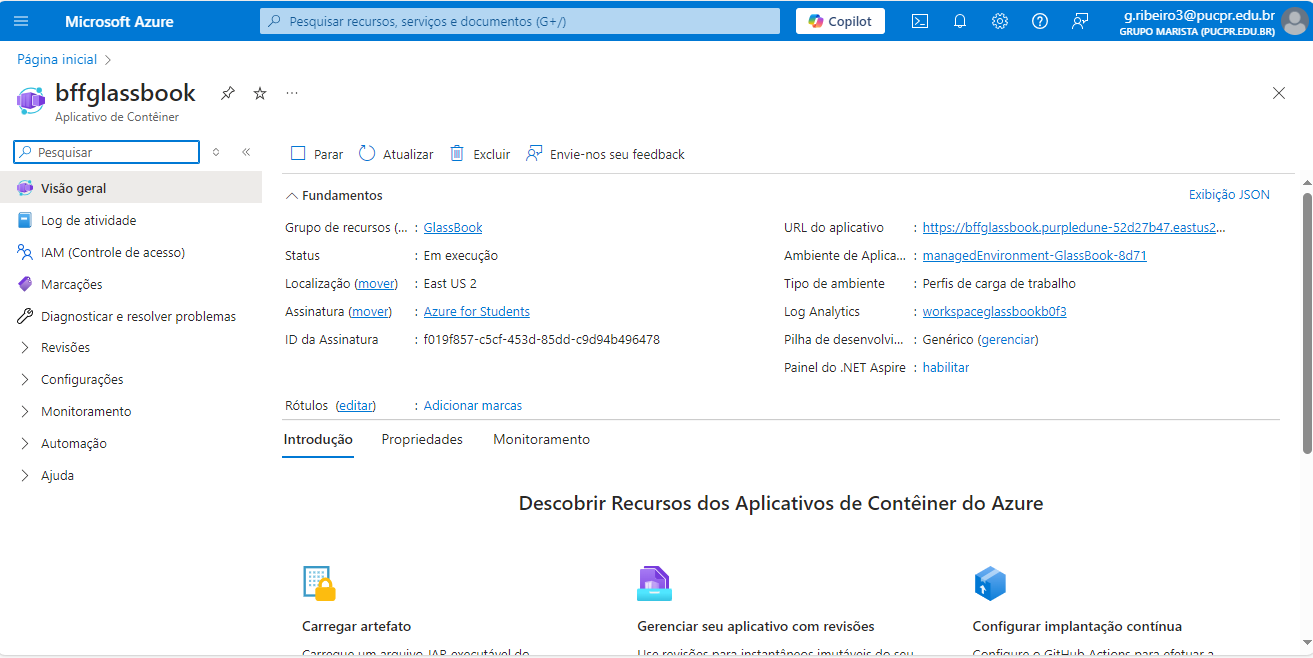 Microsoft Azure
Pesquisar recursos, serviços e documentos (G+/)
Copilot
g.ribeiro3@pucpr.edu.br
GRUPO MARISTA (PUCPR.EDU.BR)
Página inicial
bffglassbook
Aplicativo de Contêiner
Pesquisar
Visão geral
Log de atividade
IAM (Controle de acesso)
Marcações
Diagnosticar e resolver problemas
Revisões
Configurações
Monitoramento
Automação
Ajuda
Parar Atualizar Excluir Envie-nos seu feedback
Fundamentos
Exibição JSON
Grupo de recursos (... : GlassBook
Status : Em execução
Localização (mover) : East US 2
Assinatura (mover) : Azure for Students
ID da Assinatura : f019f857-c5cf-453d-85dd-c9d94b496478
URL do aplicativo : https://bffglassbook.purpledune-52d27b47.eastus2...
Ambiente de Aplica... : managedEnvironment-GlassBook-8d71
Tipo de ambiente : Perfis de carga de trabalho
Log Analytics : workspaceglassbookb0f3
Pilha de desenvolvi... : Genérico (gerenciar)
Painel do .NET Aspire : habilitar
Rótulos (editar) : Adicionar marcas
Introdução Propriedades Monitoramento
Descobrir Recursos dos Aplicativos de Contêiner do Azure
Carregar artefato
Carregue um arquivo JAR executável do
Gerenciar seu aplicativo com revisões
Use revisões para instantâneos imutáveis do seu
Configurar implantação contínua
Configure o GitHub Actions para efetuar a